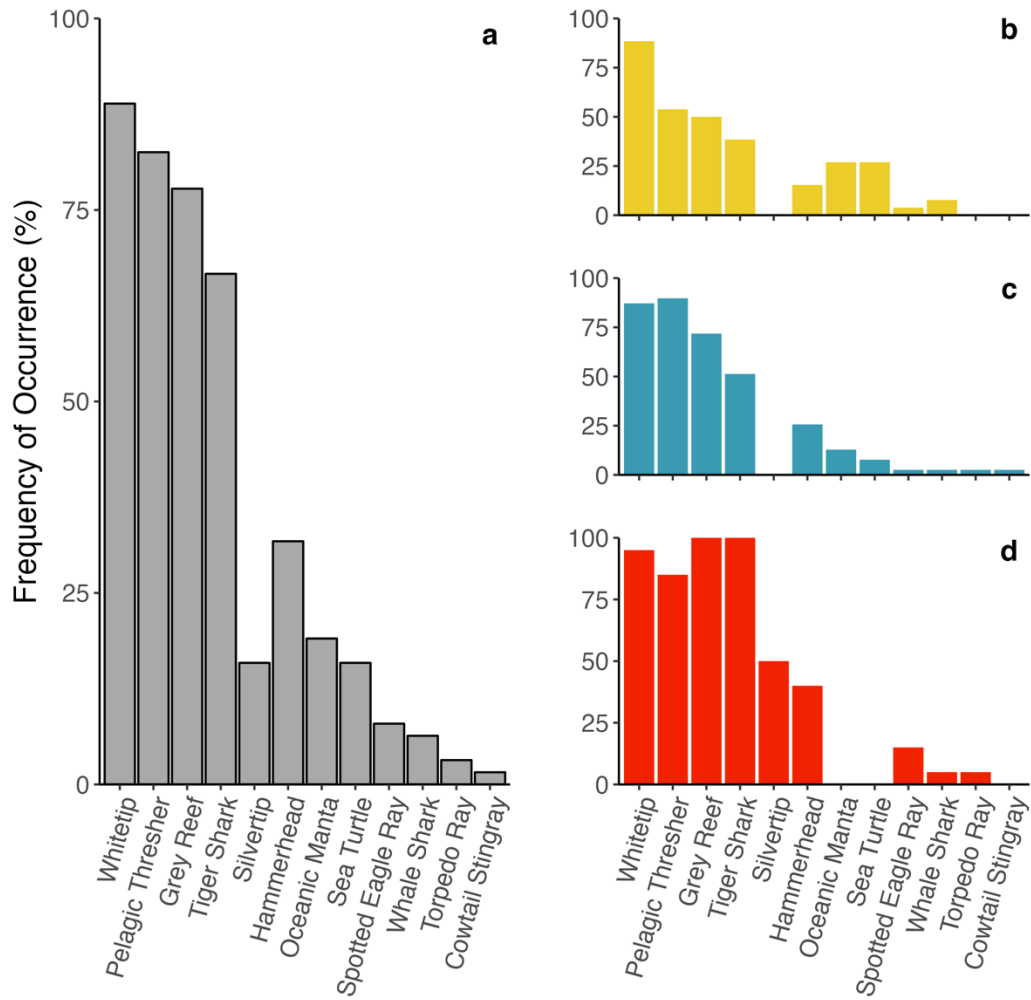 a
Frequency of Occurrence (%)
100
75
50
25
0
Whitetip
Pelagic Thresher
Grey Reef
Tiger Shark
Silvertip
Hammerhead
Oceanic Manta
Sea Turtle
Spotted Eagle Ray
Whale Shark
Torpedo Ray
Cowtail Stingray
b
100
75
50
25
0
c
100
75
50
25
0
d
100
75
50
25
0
Whitetip
Pelagic Thresher
Grey Reef
Tiger Shark
Silvertip
Hammerhead
Oceanic Manta
Sea Turtle
Spotted Eagle Ray
Whale Shark
Torpedo Ray
Cowtail Stingray